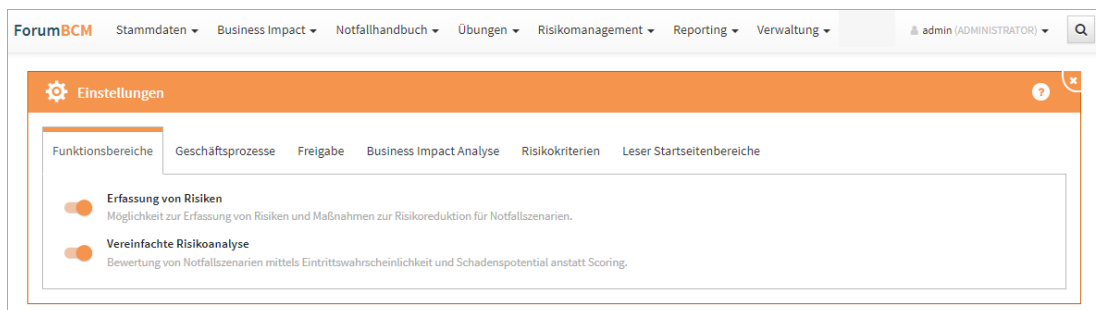 ForumBCM Stammdaten Business Impact Notfallhandbuch Übungen Risikomanagement Reporting Verwaltung admin (ADMINISTRATOR)
Einstellungen ?
Funktionsbereiche Geschäftsprozesse Freigabe Business Impact Analyse Risikokriterien Leser Startseitenbereiche
Erfassung von Risiken
Möglichkeit zur Erfassung von Risiken und Maßnahmen zur Risikoreduktion für Notfallszenarien.
Vereinfachte Risikoanalyse
Bewertung von Notfallszenarien mittels Eintrittswahrscheinlichkeit und Schadenspotential anstatt Scoring.